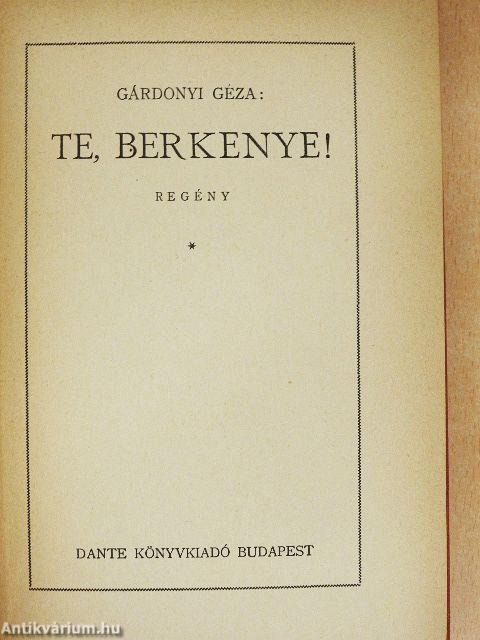 GÁRDONYI GÉZA:
TE, BERKENYE!
REGÉNY
*
DANTE KÖNYVKIADÓ BUDAPEST
Antikvárium.hu